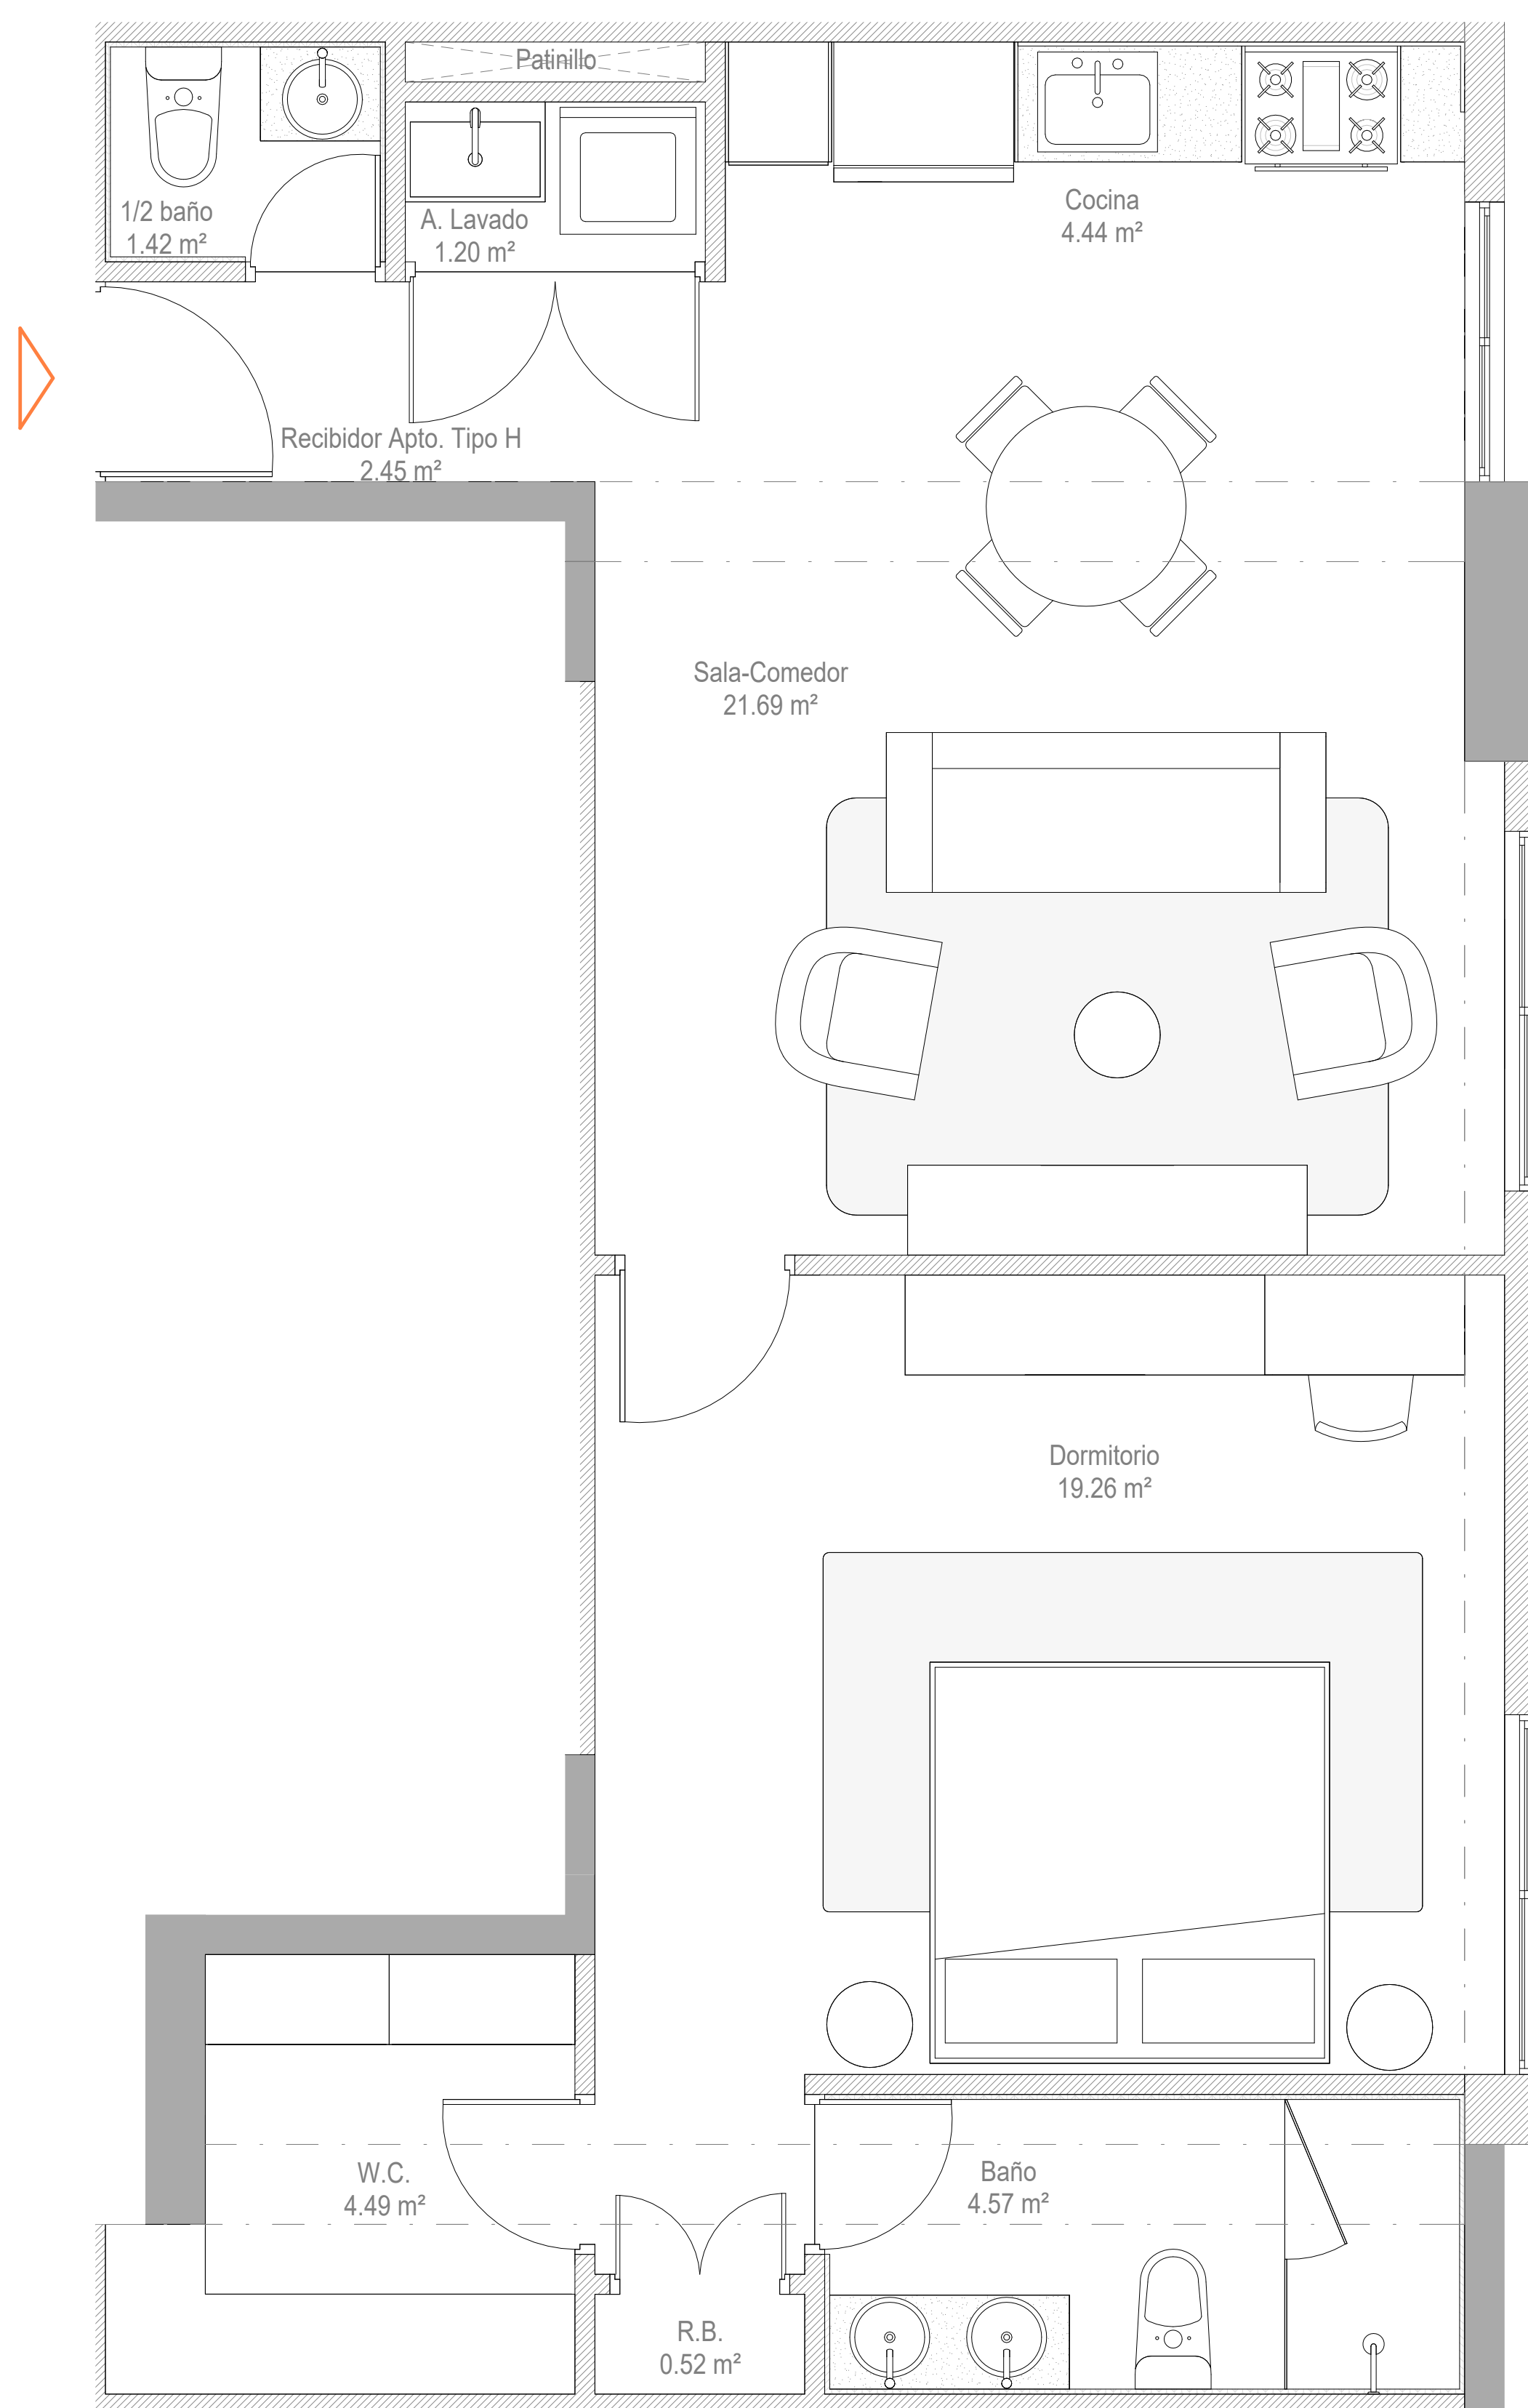 Patinillo
1/2 baño
1.42 m²
A. Lavado
1.20 m²
Cocina
4.44 m²
Recibidor Apto. Tipo H
2.45 m²
Sala-Comedor
21.69 m²
Dormitorio
19.26 m²
W.C.
4.49 m²
Baño
4.57 m²
R.B.
0.52 m²